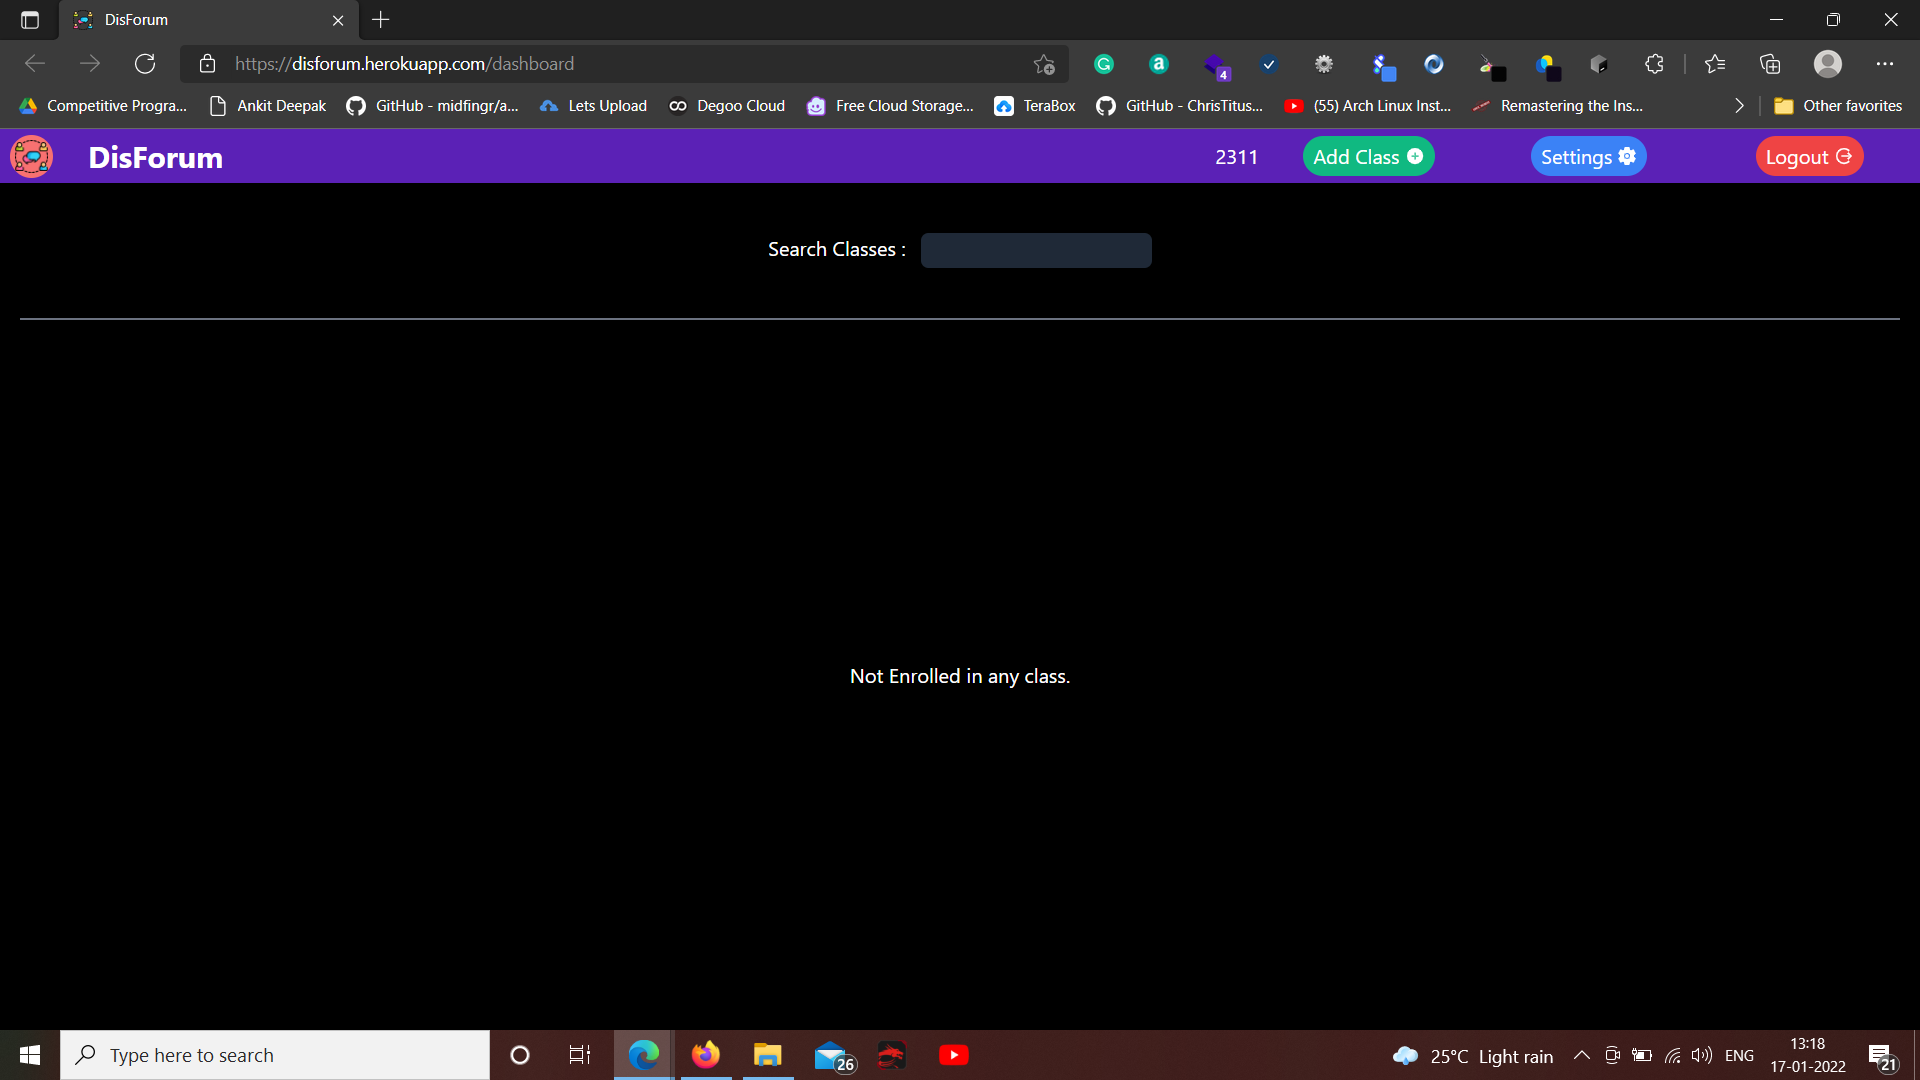 DisForum
https://disforum.herokuapp.com/dashboard
4
Competitive Progra...
Ankit Deepak
GitHub - midfingr/a...
Lets Upload
Degoo Cloud
Free Cloud Storage...
TeraBox
GitHub - ChrisTitus...
(55) Arch Linux Inst...
Remastering the Ins...
Other favorites
DisForum
2311
Add Class
Settings
Logout
Search Classes :
Not Enrolled in any class.
Type here to search
26
25°C Light rain
ENG
13:18
17-01-2022
21